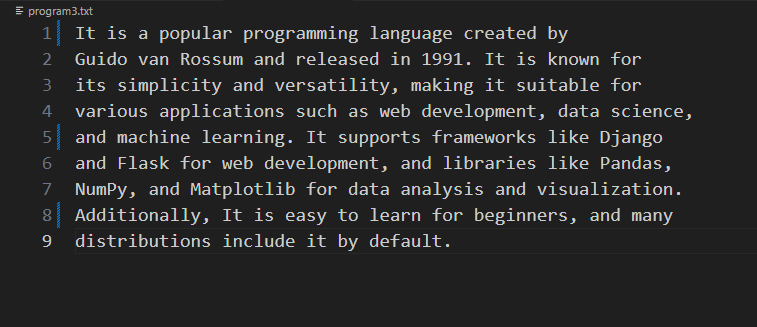 program3.txt
1 It is a popular programming language created by
2 Guido van Rossum and released in 1991. It is known for
3 its simplicity and versatility, making it suitable for
4 various applications such as web development, data science,
5 and machine learning. It supports frameworks like Django
6 and Flask for web development, and libraries like Pandas,
7 NumPy, and Matplotlib for data analysis and visualization.
8 Additionally, It is easy to learn for beginners, and many
9 distributions include it by default.